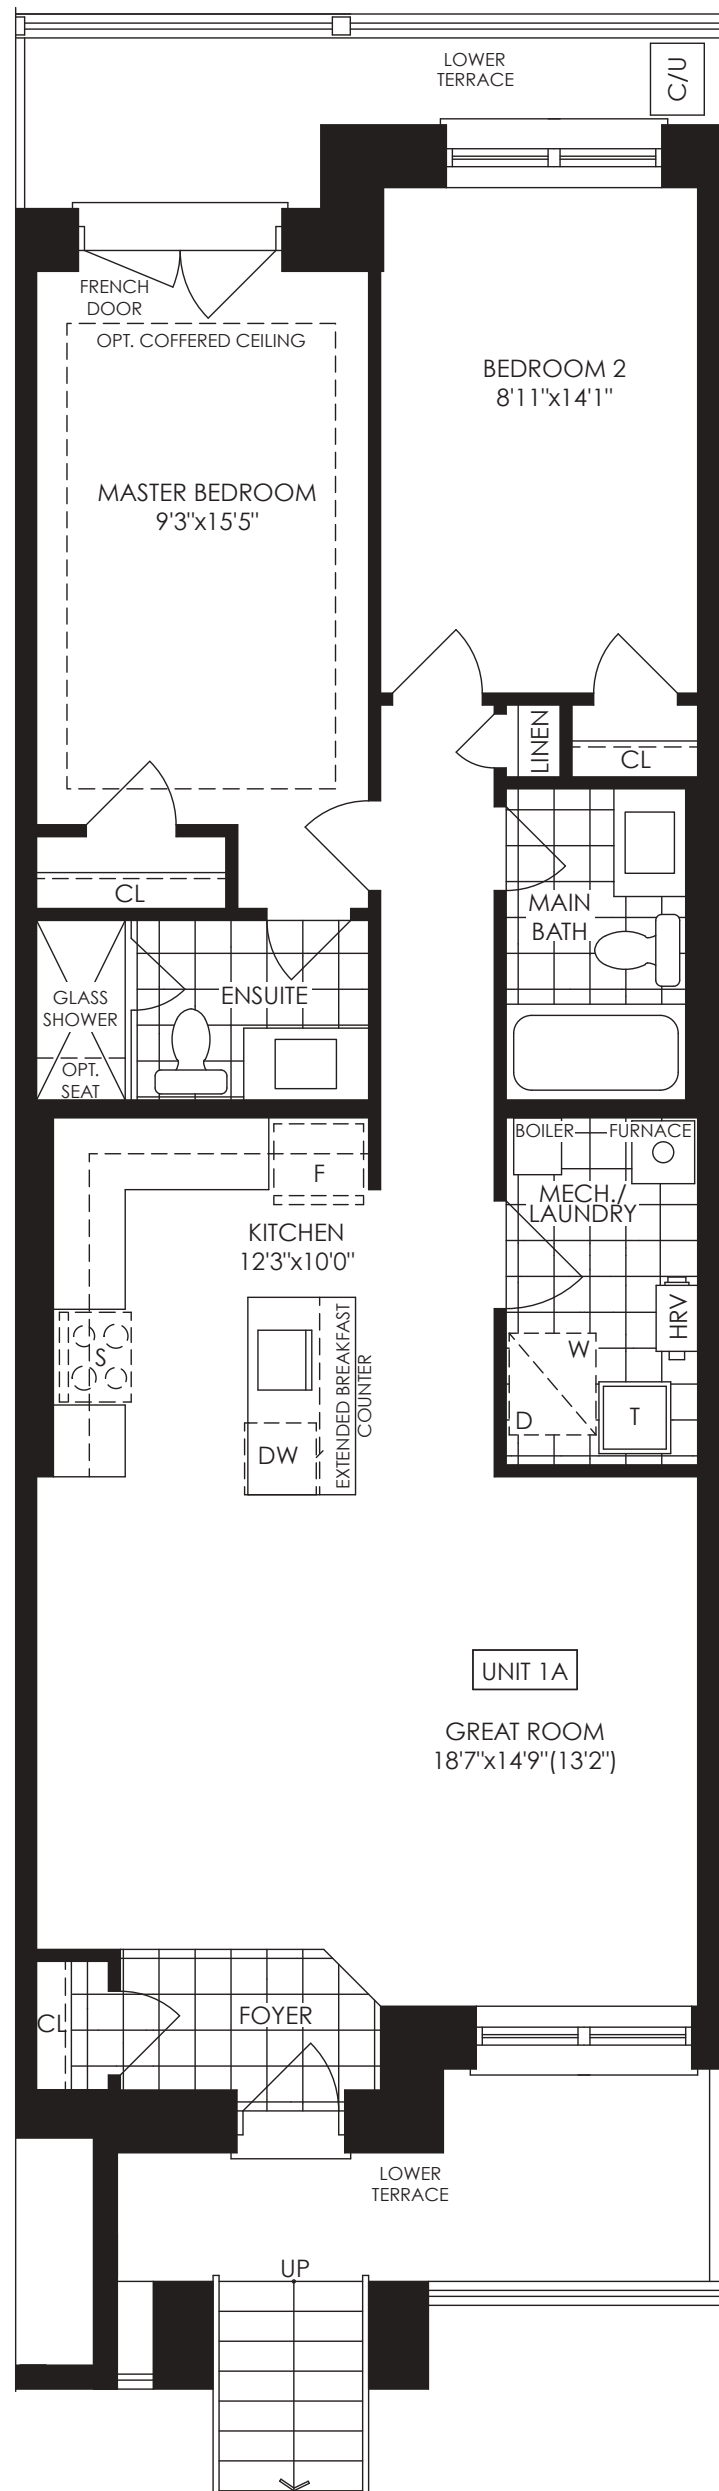 LOWER
TERRACE
C/U
FRENCH
DOOR
OPT. COFFERED CEILING
BEDROOM 2
8'11"x14'1"
MASTER BEDROOM
9'3"x15'5"
LINEN
CL
CL
MAIN
BATH
ENSUITE
GLASS
SHOWER
OPT.
SEAT
BOILER
FURNACE
F
MECH./
LAUNDRY
KITCHEN
12'3"x10'0"
HRV
S
EXTENDED BREAKFAST
COUNTER
W
D
T
DW
UNIT 1A
GREAT ROOM
18'7"x14'9"(13'2")
CL
FOYER
LOWER
TERRACE
UP